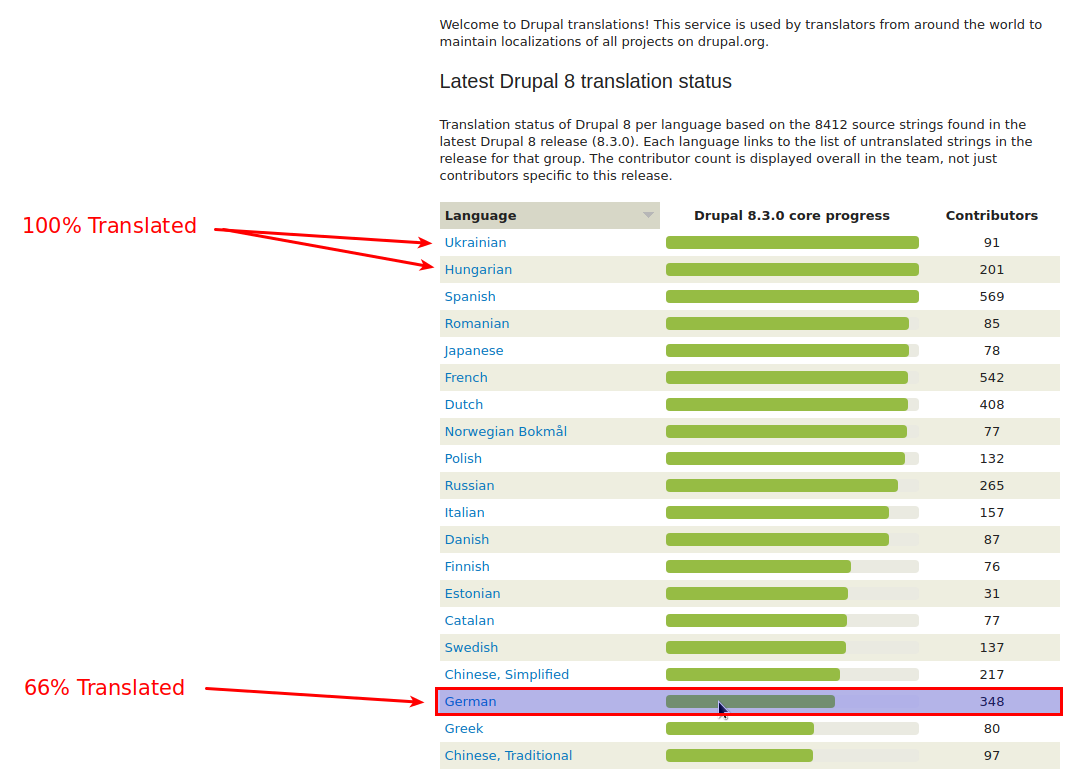 Welcome to Drupal translations! This service is used by translators from around the world to
maintain localizations of all projects on drupal.org.
Latest Drupal 8 translation status
Translation status of Drupal 8 per language based on the 8412 source strings found in the
latest Drupal 8 release (8.3.0). Each language links to the list of untranslated strings in the
release for that group. The contributor count is displayed overall in the team, not just
contributors specific to this release.
Language Drupal 8.3.0 core progress Contributors
100% Translated
Ukrainian 91
Hungarian 201
Spanish 569
Romanian 85
Japanese 78
French 542
Dutch 408
Norwegian Bokmål 77
Polish 132
Russian 265
Italian 157
Danish 87
Finnish 76
Estonian 31
Catalan 77
Swedish 137
Chinese, Simplified 217
66% Translated
German 348
Greek 80
Chinese, Traditional 97